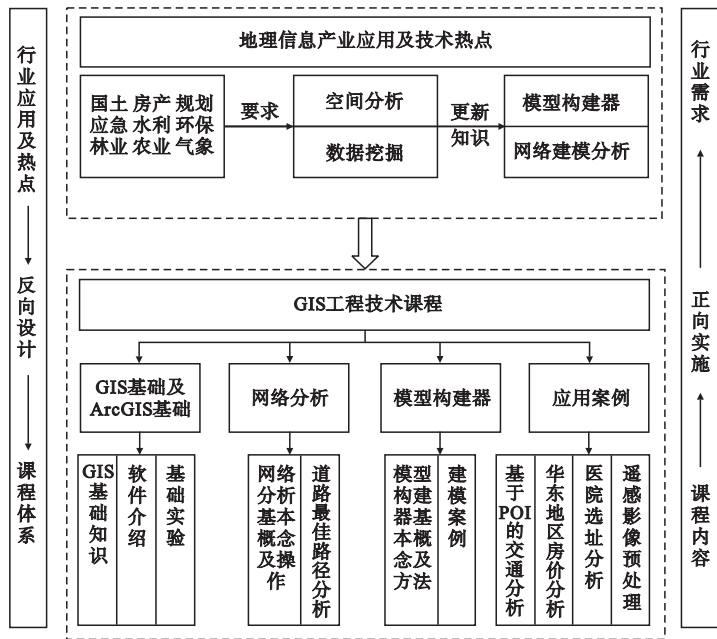 行业应用及热点
反向设计
课程体系
地理信息产业应用及技术热点
国土 房产 规划
应急 水利 环保
林业 农业 气象
要求
空间分析
数据挖掘
更新
知识
模型构建器
网络建模分析
GIS工程技术课程
GIS基础及
ArcGIS基础
网络分析
模型构建器
应用案例
GIS
基础知识
软件介绍
基础实验
网络
分析
基本
概念
及操
作
道路最佳路径分析
模型
构建
器基
本概
念及
方法
建模案例
基于
POI
的交通分析
华东地区房价分析
医院选址分析
遥感影像预处理
行业需求
正向实施
课程内容